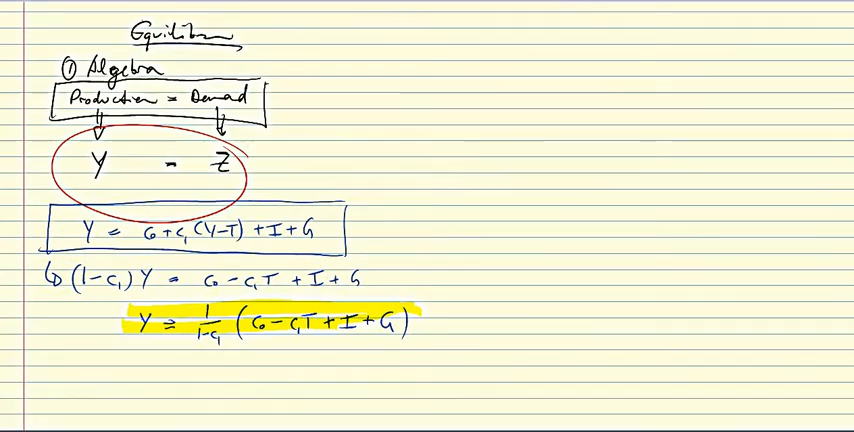 Equilibrium
① Algebra
Production = Demand
Y = Z
Y = c₀ + c₁ (Y-T) + I + G
↳ (1-c₁) Y = c₀ - c₁T + I + G
Y = 1/(1-c₁) (c₀ - c₁T + I + G)